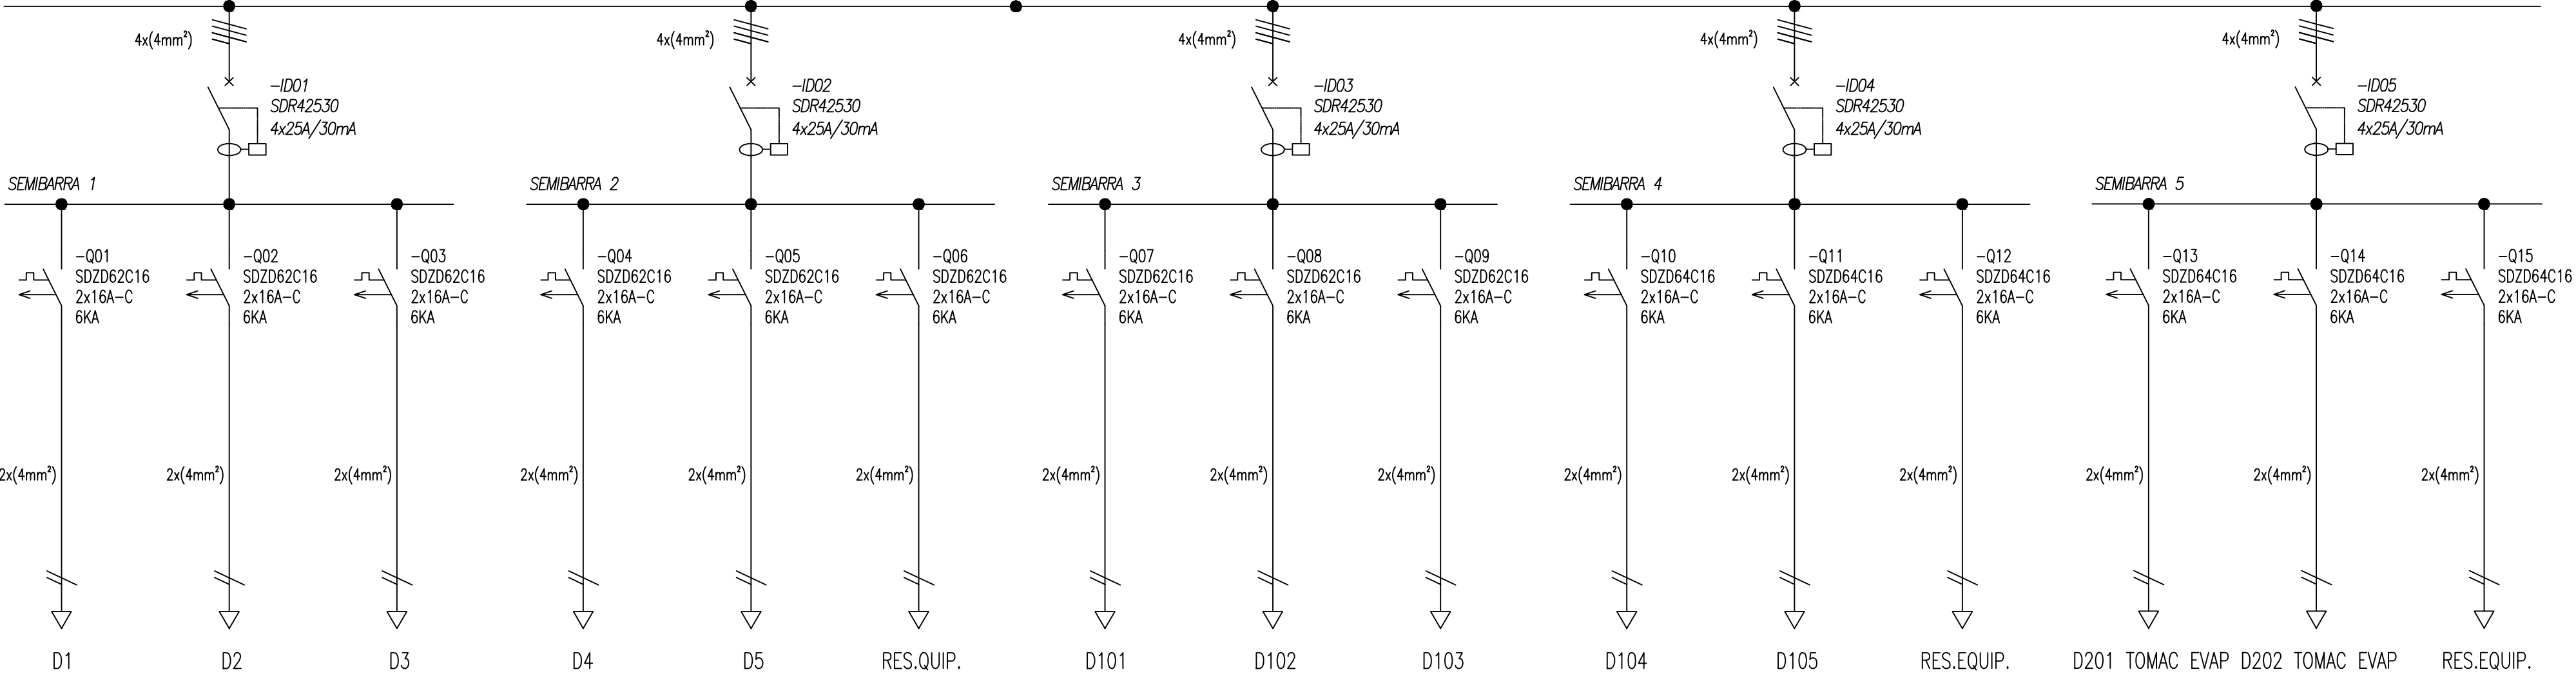 4x(4mm²)
-ID01
SDR42530
4x25A/30mA
4x(4mm²)
-ID02
SDR42530
4x25A/30mA
4x(4mm²)
-ID03
SDR42530
4x25A/30mA
4x(4mm²)
-ID04
SDR42530
4x25A/30mA
4x(4mm²)
-ID05
SDR42530
4x25A/30mA
SEMIBARRA 1
-Q01
SDZD62C16
2x16A-C
6KA
2x(4mm²)
D1
-Q02
SDZD62C16
2x16A-C
6KA
2x(4mm²)
D2
-Q03
SDZD62C16
2x16A-C
6KA
2x(4mm²)
D3
SEMIBARRA 2
-Q04
SDZD62C16
2x16A-C
6KA
2x(4mm²)
D4
-Q05
SDZD62C16
2x16A-C
6KA
2x(4mm²)
D5
-Q06
SDZD62C16
2x16A-C
6KA
2x(4mm²)
RES.QUIP.
SEMIBARRA 3
-Q07
SDZD62C16
2x16A-C
6KA
2x(4mm²)
D101
-Q08
SDZD62C16
2x16A-C
6KA
2x(4mm²)
D102
-Q09
SDZD62C16
2x16A-C
6KA
2x(4mm²)
D103
SEMIBARRA 4
-Q10
SDZD64C16
2x16A-C
6KA
2x(4mm²)
D104
-Q11
SDZD64C16
2x16A-C
6KA
2x(4mm²)
D105
-Q12
SDZD64C16
2x16A-C
6KA
2x(4mm²)
RES.EQUIP.
SEMIBARRA 5
-Q13
SDZD64C16
2x16A-C
6KA
2x(4mm²)
D201 TOMAC EVAP
-Q14
SDZD64C16
2x16A-C
6KA
2x(4mm²)
D202 TOMAC EVAP
-Q15
SDZD64C16
2x16A-C
6KA
2x(4mm²)
RES.EQUIP.